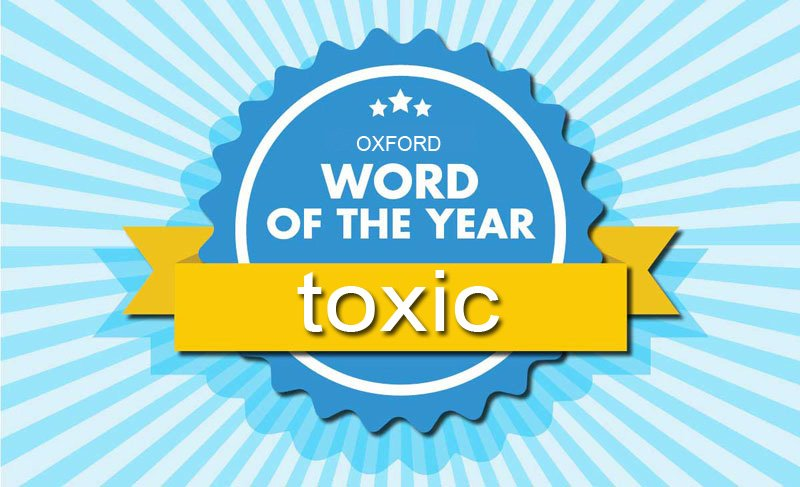 OXFORD
WORD
OF THE YEAR
toxic